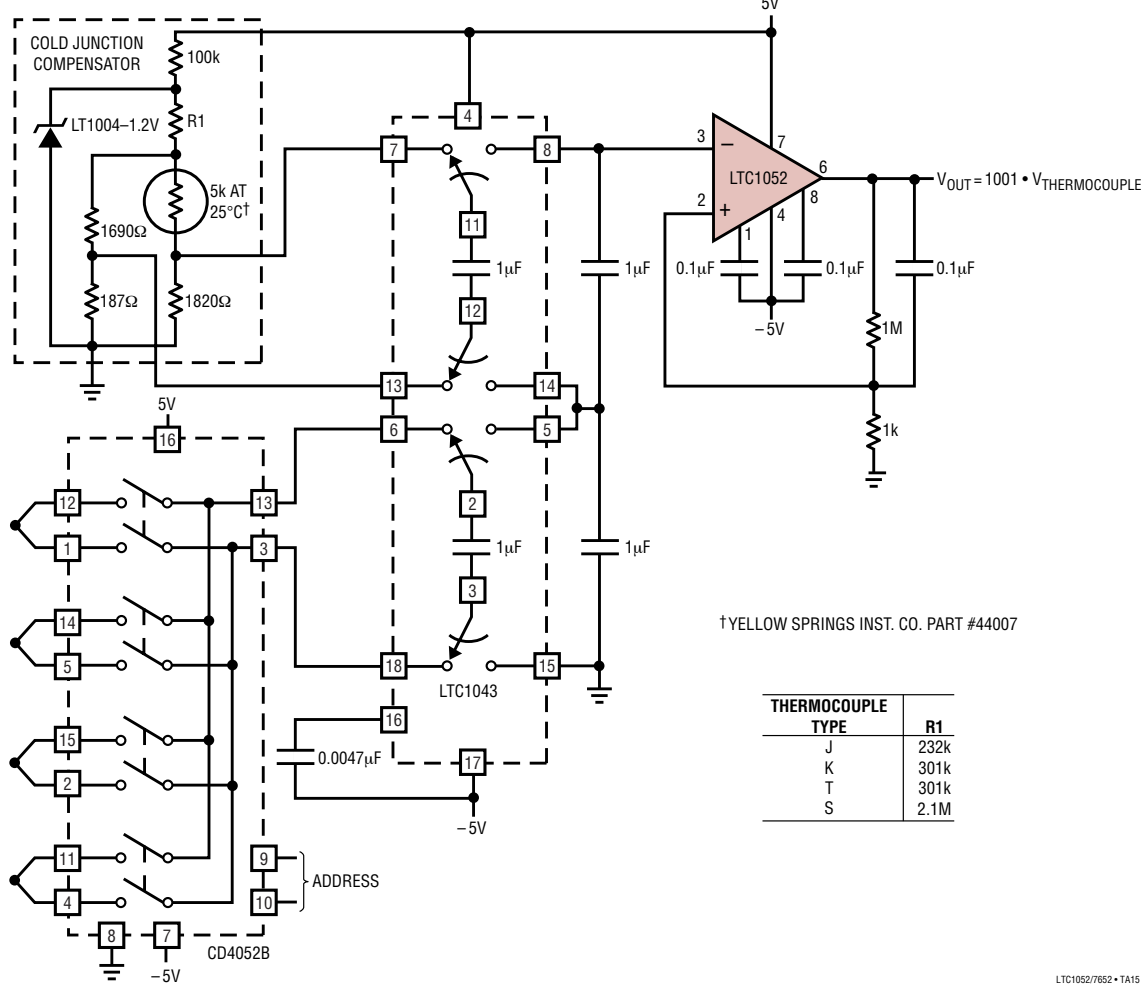 5V
COLD JUNCTION
COMPENSATOR
100k
LT1004–1.2V
R1
5k AT
25°C†
1690Ω
187Ω
1820Ω
4
7
8
11
1µF
1µF
12
13
14
6
5
2
1µF
1µF
3
18
15
LTC1043
16
0.0047µF
17
–5V
3
–
7
LTC1052
6
2
+
8
1
4
0.1µF
0.1µF
0.1µF
–5V
VOUT = 1001 • VTHERMOCOUPLE
1M
1k
5V
16
12
13
1
3
14
5
15
2
11
9
4
10
ADDRESS
8
7
CD4052B
–5V
†YELLOW SPRINGS INST. CO. PART #44007
THERMOCOUPLE
TYPE R1
J 232k
K 301k
T 301k
S 2.1M
LTC1052/7652 • TA15